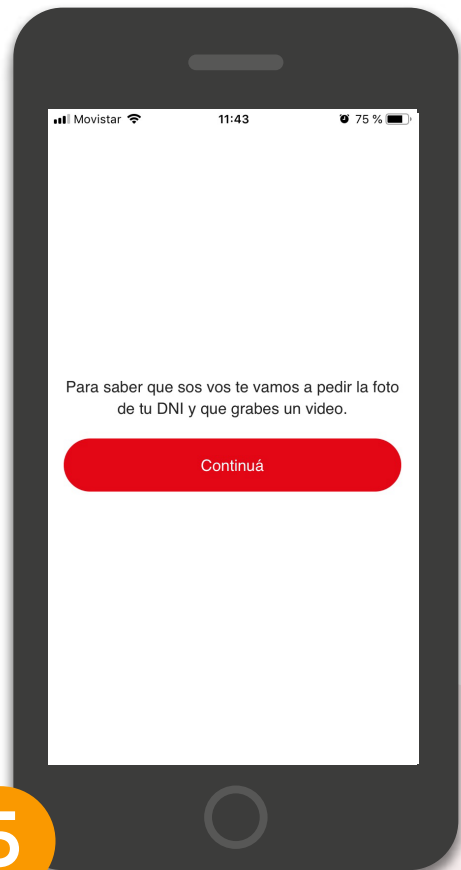 Movistar 11:43 75 %
Para saber que sos vos te vamos a pedir la foto
de tu DNI y que grabes un video.
Continuá
5